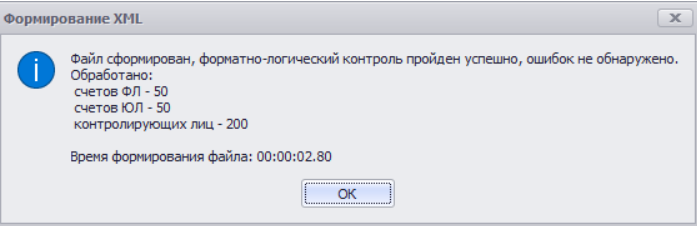 Формирование XML
Файл сформирован, форматно-логический контроль пройден успешно, ошибок не обнаружено.
Обработано:
счетов ФЛ - 50
счетов ЮЛ - 50
контролирующих лиц - 200
Время формирования файла: 00:00:02.80
OK